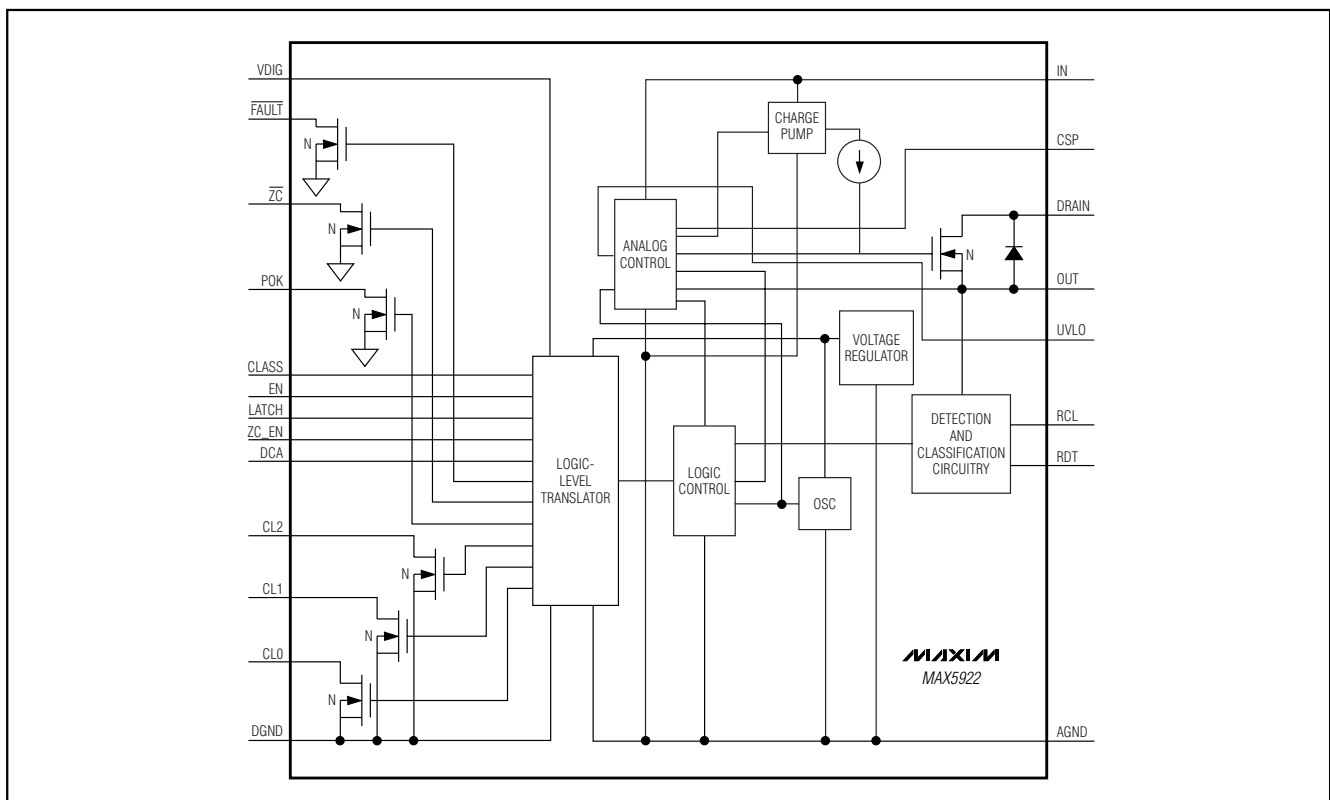 VDIG
FAULT
ZC
POK
CLASS
EN
LATCH
ZC_EN
DCA
CL2
CL1
CL0
DGND
N
N
N
N
N
N
LOGIC-
LEVEL
TRANSLATOR
ANALOG
CONTROL
CHARGE
PUMP
LOGIC
CONTROL
OSC
VOLTAGE
REGULATOR
DETECTION
AND
CLASSIFICATION
CIRCUITRY
N
IN
CSP
DRAIN
OUT
UVLO
RCL
RDT
AGND
MAXIM
MAX5922